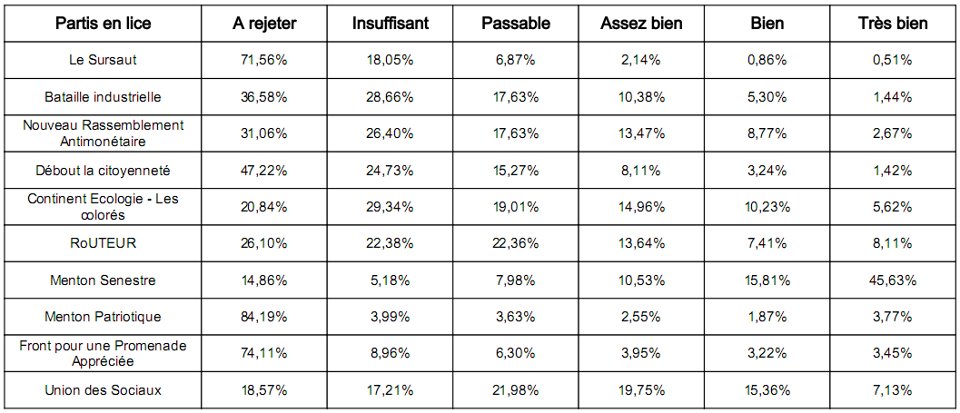 Partis en lice A rejeter Insuffisant Passable Assez bien Bien Très bien
Le Sursaut 71,56% 18,05% 6,87% 2,14% 0,86% 0,51%
Bataille industrielle 36,58% 28,66% 17,63% 10,38% 5,30% 1,44%
Nouveau Rassemblement
Antimonétaire 31,06% 26,40% 17,63% 13,47% 8,77% 2,67%
Débout la citoyenneté 47,22% 24,73% 15,27% 8,11% 3,24% 1,42%
Continent Ecologie - Les
colorés 20,84% 29,34% 19,01% 14,96% 10,23% 5,62%
RoUTEUR 26,10% 22,38% 22,36% 13,64% 7,41% 8,11%
Menton Senestre 14,86% 5,18% 7,98% 10,53% 15,81% 45,63%
Menton Patriotique 84,19% 3,99% 3,63% 2,55% 1,87% 3,77%
Front pour une Promenade
Appréciée 74,11% 8,96% 6,30% 3,95% 3,22% 3,45%
Union des Sociaux 18,57% 17,21% 21,98% 19,75% 15,36% 7,13%